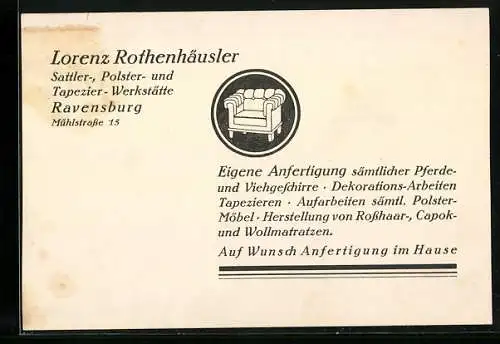 Lorenz Rothenhäusler
Sattler-, Polster- und
Tapezier-Werkstätte
Ravensburg
Mühlstraße 15
Eigene Anfertigung sämtlicher Pferde-
und Viehgeschirre · Dekorations-Arbeiten
Tapezieren · Aufarbeiten sämtl. Polster-
Möbel · Herstellung von Roßhaar-, Capok-
und Wollmatratzen.
Auf Wunsch Anfertigung im Hause